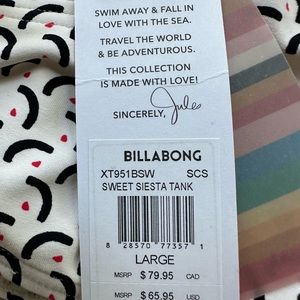 SWIM AWAY & FALL IN
LOVE WITH THE SEA.
TRAVEL THE WORLD
& BE ADVENTUROUS.
THIS COLLECTION
IS MADE WITH LOVE!
SINCERELY, Jules
BILLABONG
XT951BSW SCS
SWEET SIESTA TANK
8 28570 77357 1
LARGE
MSRP $79.95 CAD
MSRP $65.95 USD